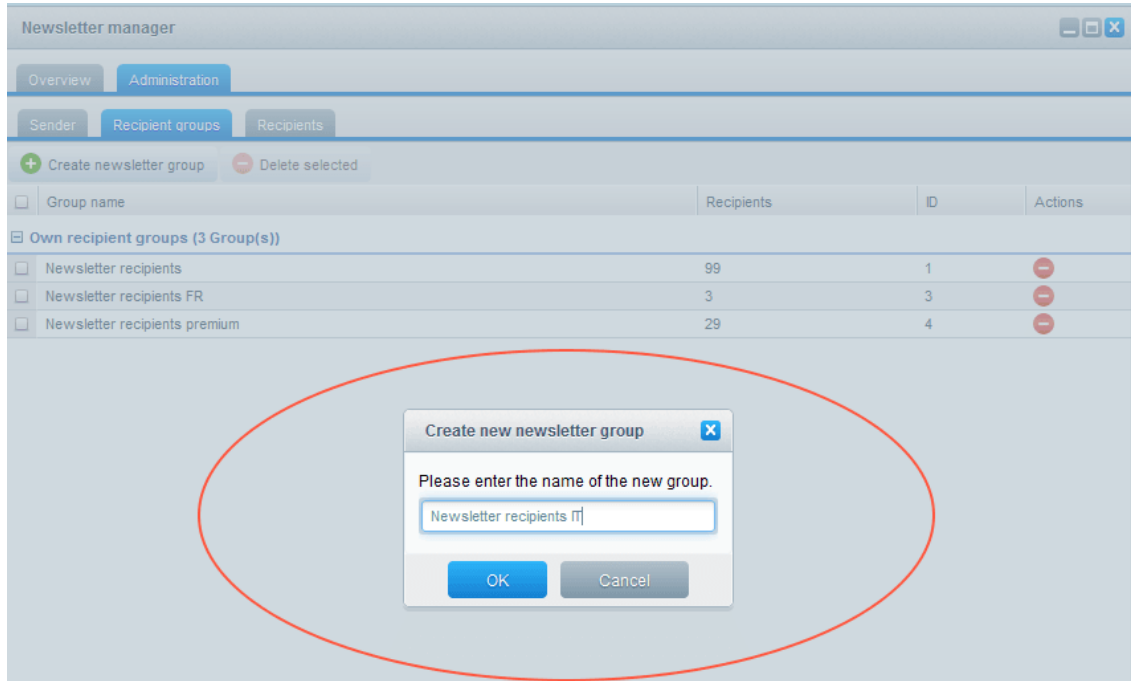 Newsletter manager
Overview Administration
Sender Recipient groups Recipients
Create newsletter group Delete selected
Group name Recipients ID Actions
Own recipient groups (3 Group(s))
Newsletter recipients 99 1
Newsletter recipients FR 3 3
Newsletter recipients premium 29 4
Create new newsletter group
Please enter the name of the new group.
Newsletter recipients IT
OK Cancel